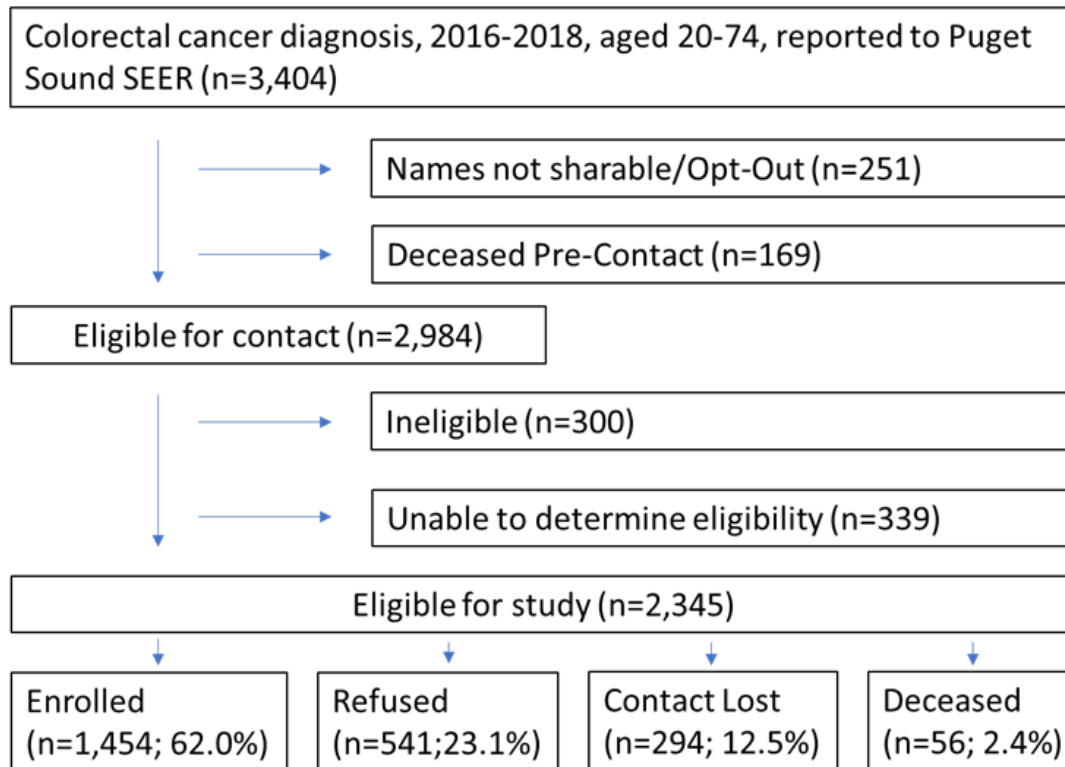 Colorectal cancer diagnosis, 2016-2018, aged 20-74, reported to Puget
Sound SEER (n=3,404)
Names not sharable/Opt-Out (n=251)
Deceased Pre-Contact (n=169)
Eligible for contact (n=2,984)
Ineligible (n=300)
Unable to determine eligibility (n=339)
Eligible for study (n=2,345)
Enrolled
(n=1,454; 62.0%)
Refused
(n=541;23.1%)
Contact Lost
(n=294; 12.5%)
Deceased
(n=56; 2.4%)